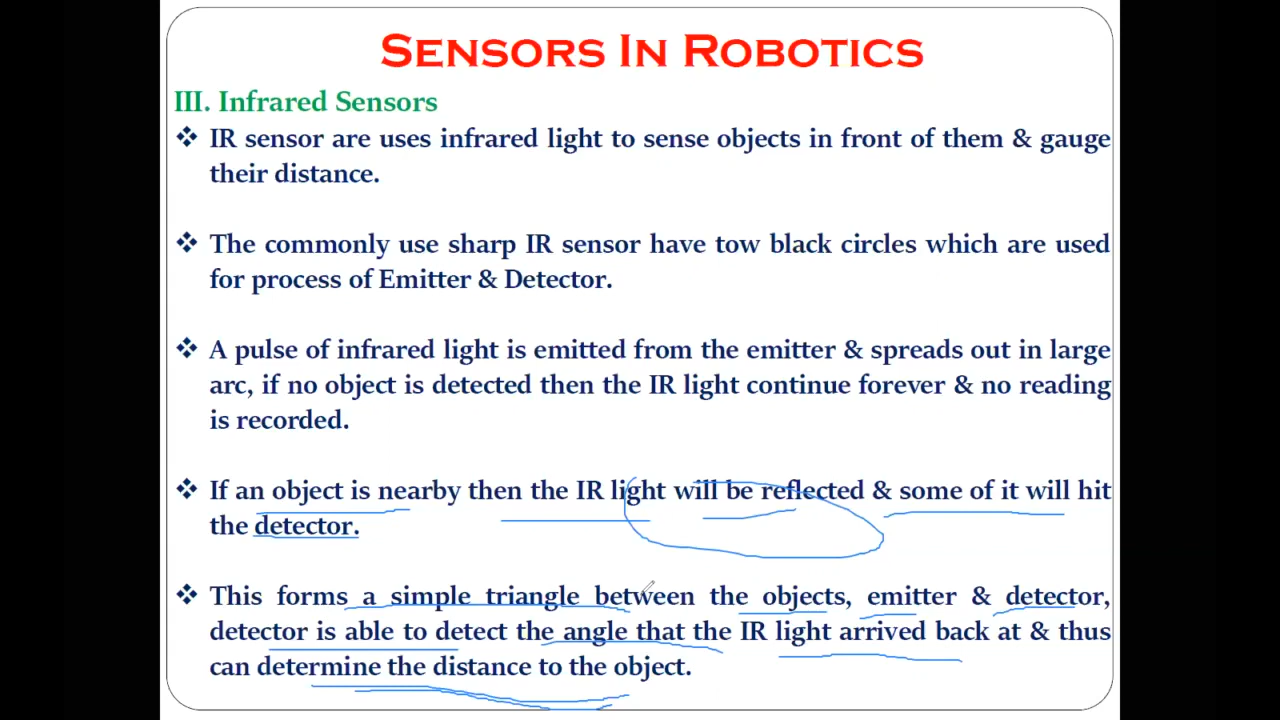 SENSORS IN ROBOTICS
III. Infrared Sensors
❖ IR sensor are uses infrared light to sense objects in front of them & gauge
their distance.
❖ The commonly use sharp IR sensor have tow black circles which are used
for process of Emitter & Detector.
❖ A pulse of infrared light is emitted from the emitter & spreads out in large
arc, if no object is detected then the IR light continue forever & no reading
is recorded.
❖ If an object is nearby then the IR light will be reflected & some of it will hit
the detector.
❖ This forms a simple triangle between the objects, emitter & detector,
detector is able to detect the angle that the IR light arrived back at & thus
can determine the distance to the object.